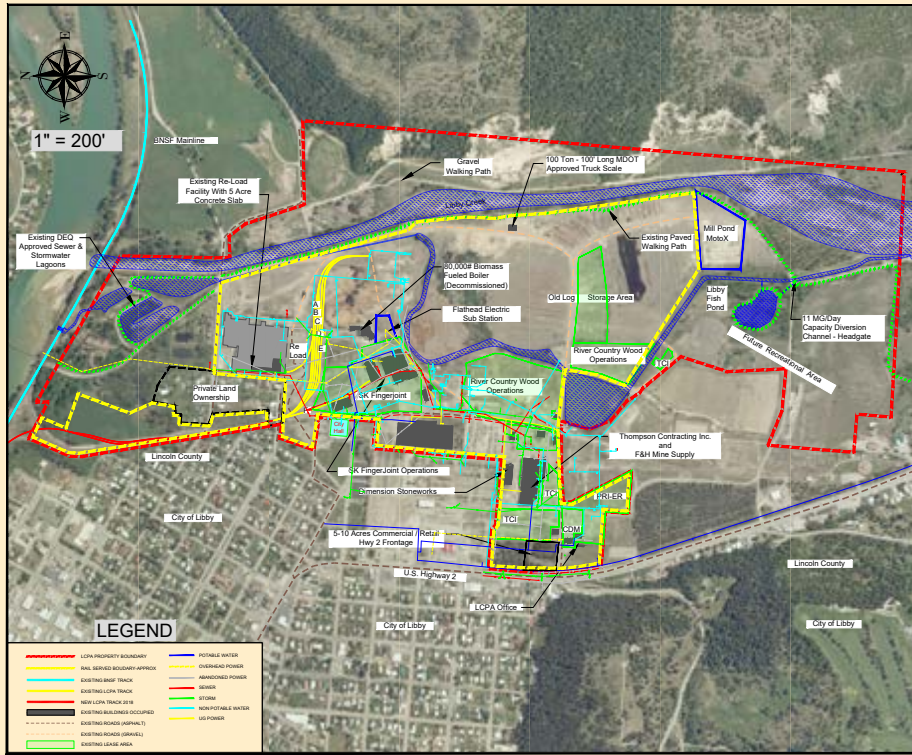 E
N
S
W
1" = 200'
BNSF Mainline
Gravel
Walking Path
100 Ton - 100' Long MDOT
Approved Truck Scale
Existing Re-Load
Facility With 5 Acre
Concrete Slab
Libby Creek
Existing DEQ
Approved Sewer &
Stormwater
Lagoons
Existing Paved
Walking Path
Mill Pond
MotoX
80,000# Biomass
Fueled Boiler
(Decommissioned)
Flathead Electric
Sub Station
Old Log Storage Area
Libby
Fish
Pond
11 MG/Day
Capacity Diversion
Channel - Headgate
Future Recreational Area
A
B
C
D
E
Re
Load
River Country Wood
Operations
TCI
Private Land
Ownership
SK Fingerjoint
River Country Wood
Operations
City
Hall
Lincoln County
Thompson Contracting Inc.
and
F&H Mine Supply
SK FingerJoint Operations
Dimension Stoneworks
TCi
PRI-ER
TCi
CDM
City of Libby
5-10 Acres Commercial / Retail
Hwy 2 Frontage
U.S. Highway 2
Lincoln County
LCPA Office
City of Libby
City of Libby
LEGEND
LCPA PROPERTY BOUNDARY
RAIL SERVED BOUDARY-APPROX
EXISTING BNSF TRACK
EXISTING LCPA TRACK
NEW LCPA TRACK 2018
EXISTING BUILDINGS OCCUPIED
EXISTING ROADS (ASPHALT)
EXISTING ROADS (GRAVEL)
EXISTING LEASE AREA
POTABLE WATER
OVERHEAD POWER
ABANDONED POWER
SEWER
STORM
NON POTABLE WATER
UG POWER